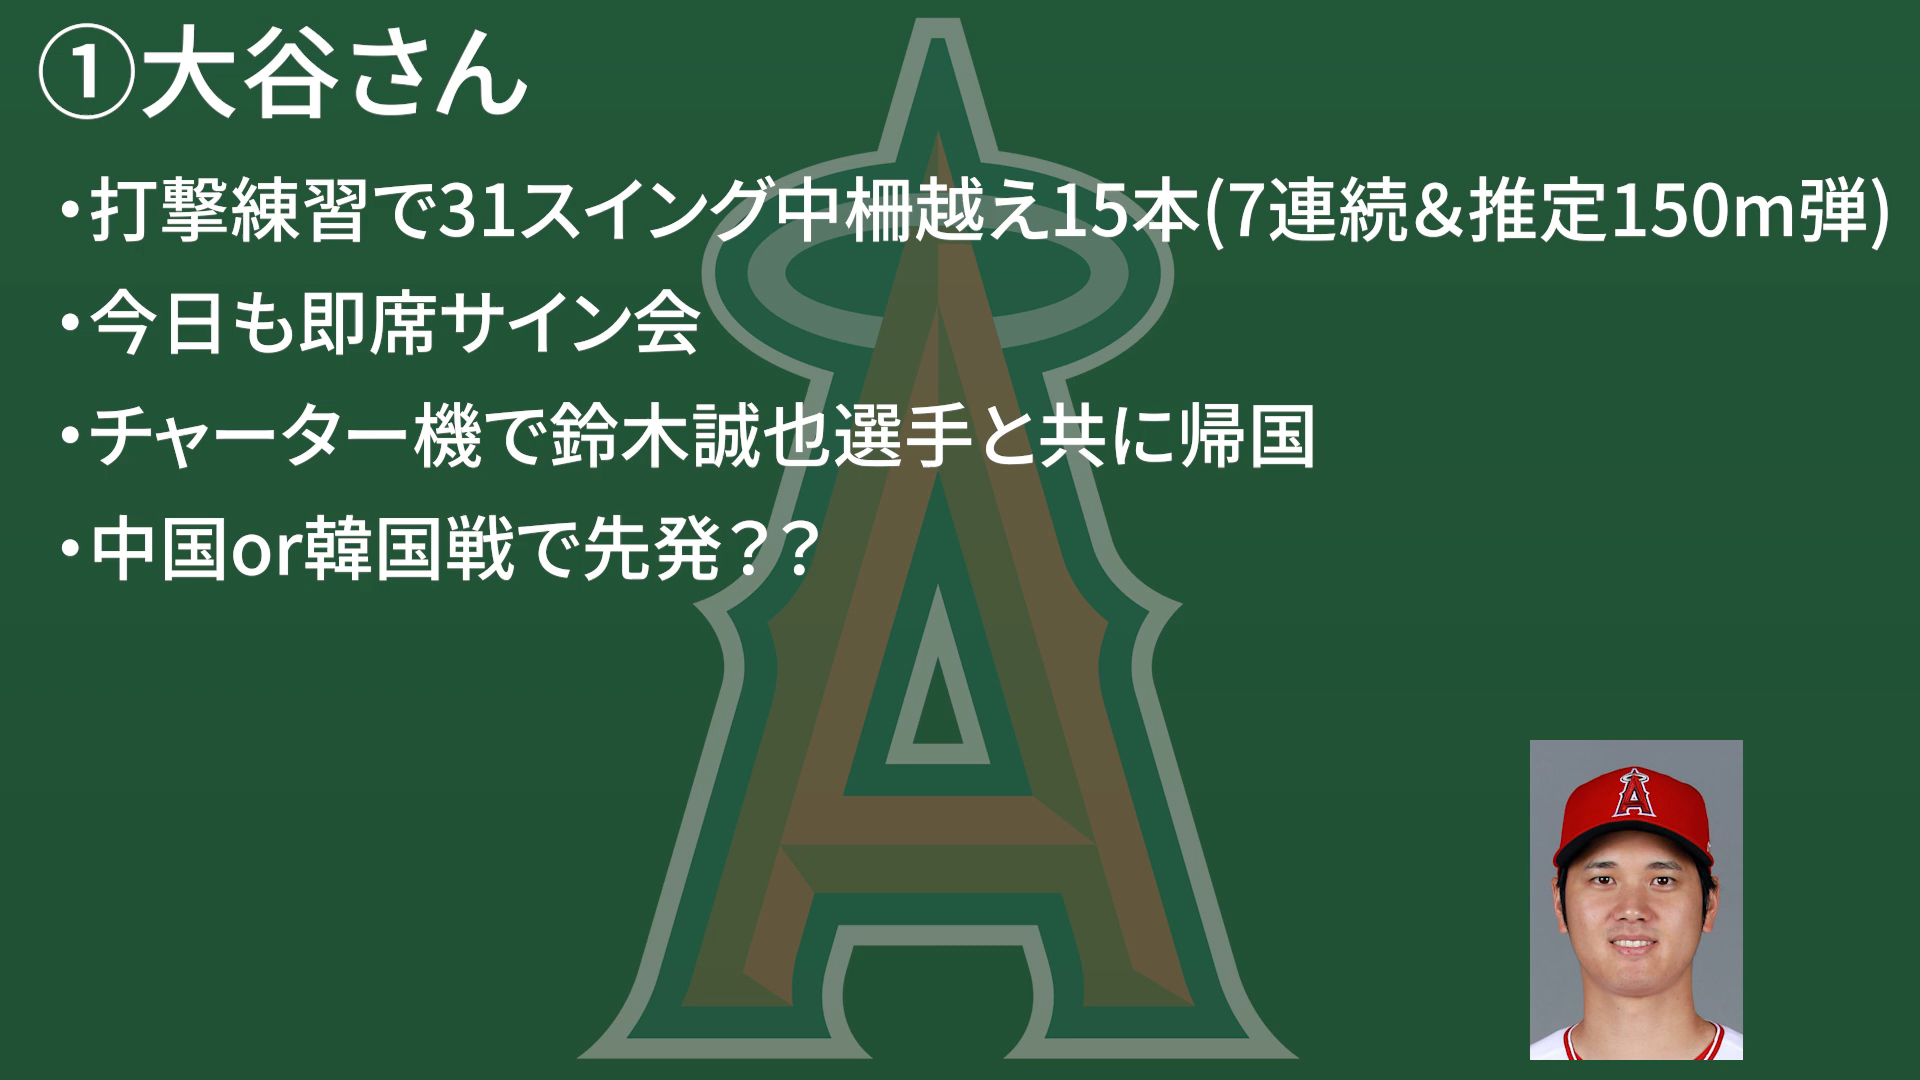 ①大谷さん
・打撃練習で31スイング中柵越え15本(7連続＆推定150m弾)
・今日も即席サイン会
・チャーター機で鈴木誠也選手と共に帰国
・中国or韓国戦で先発？？
A
A